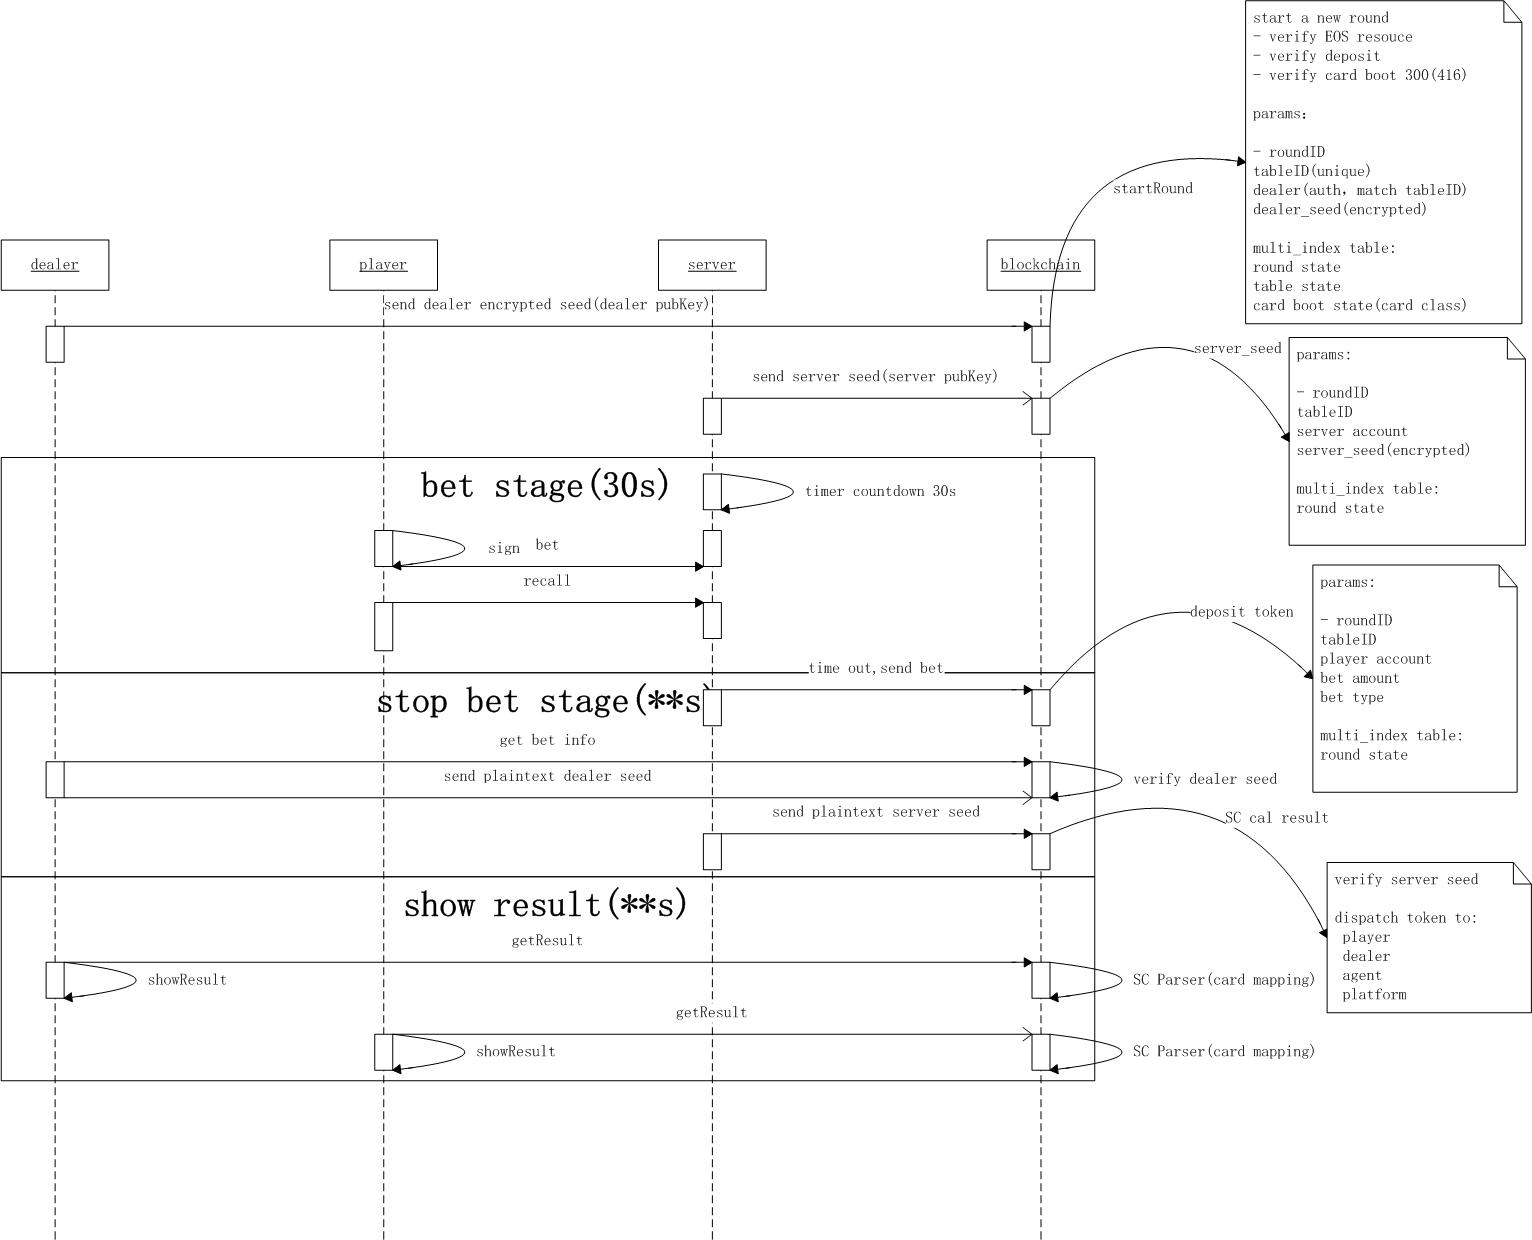 start a new round
- verify EOS resouce
- verify deposit
- verify card boot 300(416)
params:
- roundID
tableID(unique)
dealer(auth, match tableID)
dealer_seed(encrypted)
multi_index table:
round state
table state
card boot state(card class)
startRound
dealer
player
server
blockchain
send dealer encrypted seed(dealer pubKey)
send server seed(server pubKey)
server_seed
params:
- roundID
tableID
server account
server_seed(encrypted)
multi_index table:
round state
bet stage(30s)
timer countdown 30s
sign
bet
recall
deposit token
params:
- roundID
tableID
player account
bet amount
bet type
multi_index table:
round state
time out,send bet
stop bet stage(**s)
get bet info
send plaintext dealer seed
verify dealer seed
send plaintext server seed
SC cal result
verify server seed
dispatch token to:
player
dealer
agent
platform
show result(**s)
getResult
showResult
SC Parser(card mapping)
getResult
showResult
SC Parser(card mapping)